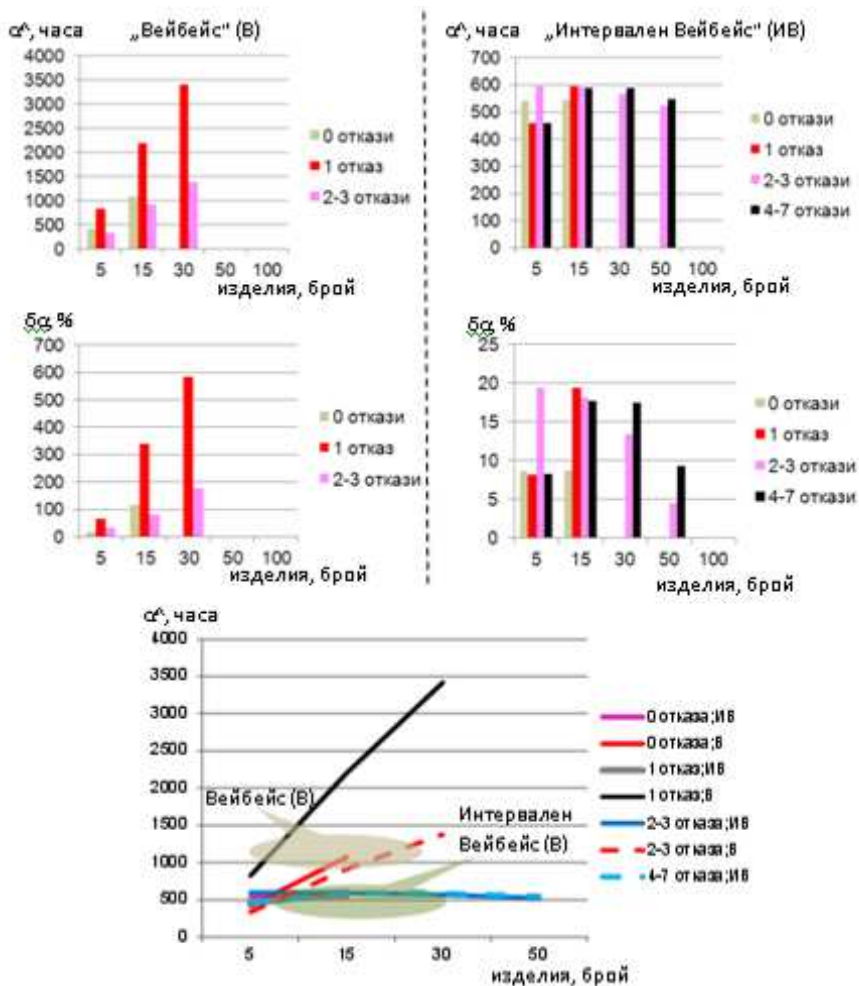 α^, часа „Вейбейс“ (В)
4000
3500
3000
2500
2000
1500
1000
500
0
5 15 30 50 100
изделия, брой
0 откази
1 отказ
2-3 откази
α^, часа „Интервален Вейбейс“ (ИВ)
700
600
500
400
300
200
100
0
5 15 30 50 100
изделия, брой
0 откази
1 отказ
2-3 откази
4-7 откази
δα, %
700
600
500
400
300
200
100
0
5 15 30 50 100
изделия, брой
0 откази
1 отказ
2-3 откази
δα, %
25
20
15
10
5
0
5 15 30 50 100
изделия, брой
0 откази
1 отказ
2-3 откази
4-7 откази
α^, часа
4000
3500
3000
2500
2000
1500
1000
500
0
5 15 30 50
изделия, брой
Вейбейс (В)
Интервален
Вейбейс (В)
0 отказа;ИВ
0 отказа;В
1 отказ;ИВ
1 отказ;В
2-3 отказа;ИВ
2-3 отказа;В
4-7 отказа;ИВ